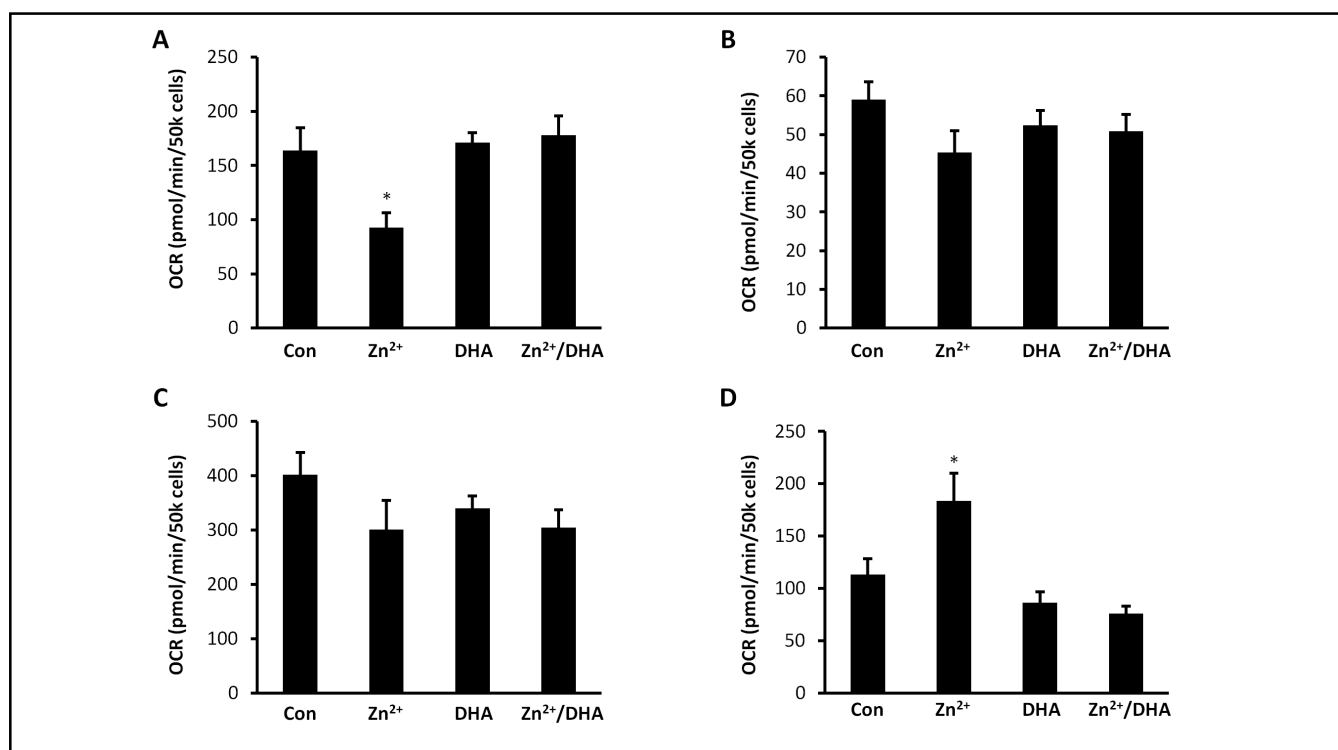 A
OCR (pmol/min/50k cells)
250
200
150
100
50
0
*
Con Zn²⁺ DHA Zn²⁺/DHA
B
OCR (pmol/min/50k cells)
70
60
50
40
30
20
10
0
Con Zn²⁺ DHA Zn²⁺/DHA
C
OCR (pmol/min/50k cells)
500
400
300
200
100
0
Con Zn²⁺ DHA Zn²⁺/DHA
D
OCR (pmol/min/50k cells)
250
200
150
100
50
0
*
Con Zn²⁺ DHA Zn²⁺/DHA